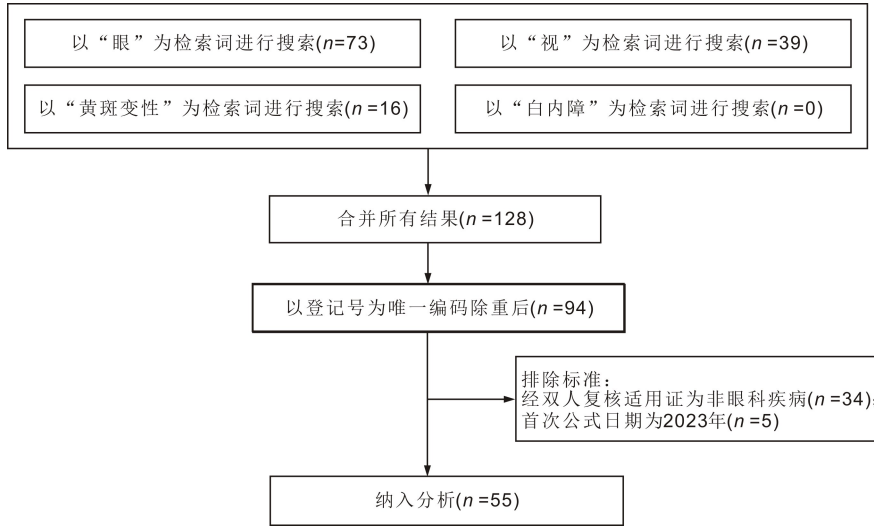 以“眼”为检索词进行搜索(n=73)
以“视”为检索词进行搜索(n=39)
以“黄斑变性”为检索词进行搜索(n=16)
以“白内障”为检索词进行搜索(n=0)
合并所有结果(n=128)
以登记号为唯一编码除重后(n=94)
排除标准：
经双人复核适用证为非眼科疾病(n=34)；
首次公式日期为2023年(n=5)
纳入分析(n=55)